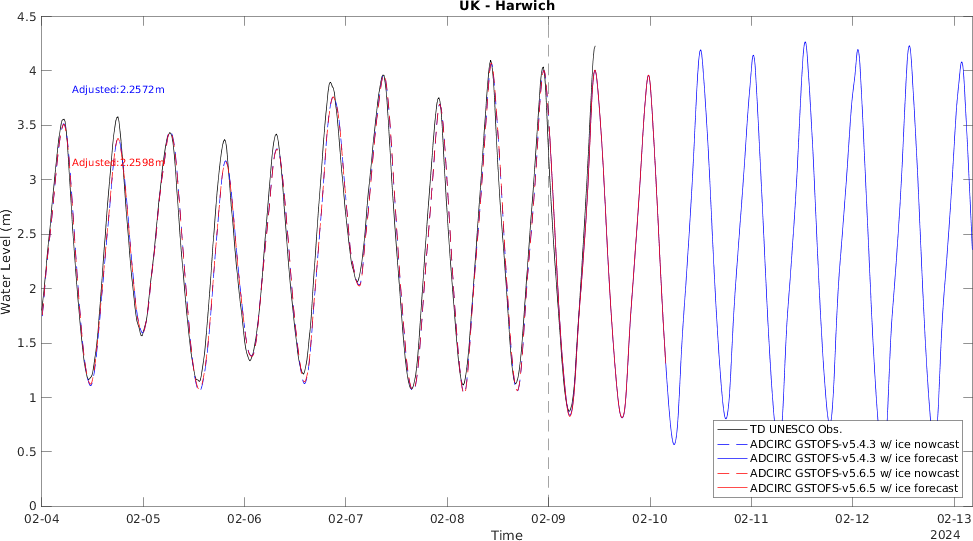 UK - Harwich
4.5
4
3.5
3
2.5
2
1.5
1
0.5
0
Water Level (m)
Adjusted:2.2572m
Adjusted:2.2598m
TD UNESCO Obs.
ADCIRC GSTOFS-v5.4.3 w/ ice nowcast
ADCIRC GSTOFS-v5.4.3 w/ ice forecast
ADCIRC GSTOFS-v5.6.5 w/ ice nowcast
ADCIRC GSTOFS-v5.6.5 w/ ice forecast
02-04 02-05 02-06 02-07 02-08 02-09 02-10 02-11 02-12 02-13
Time
2024